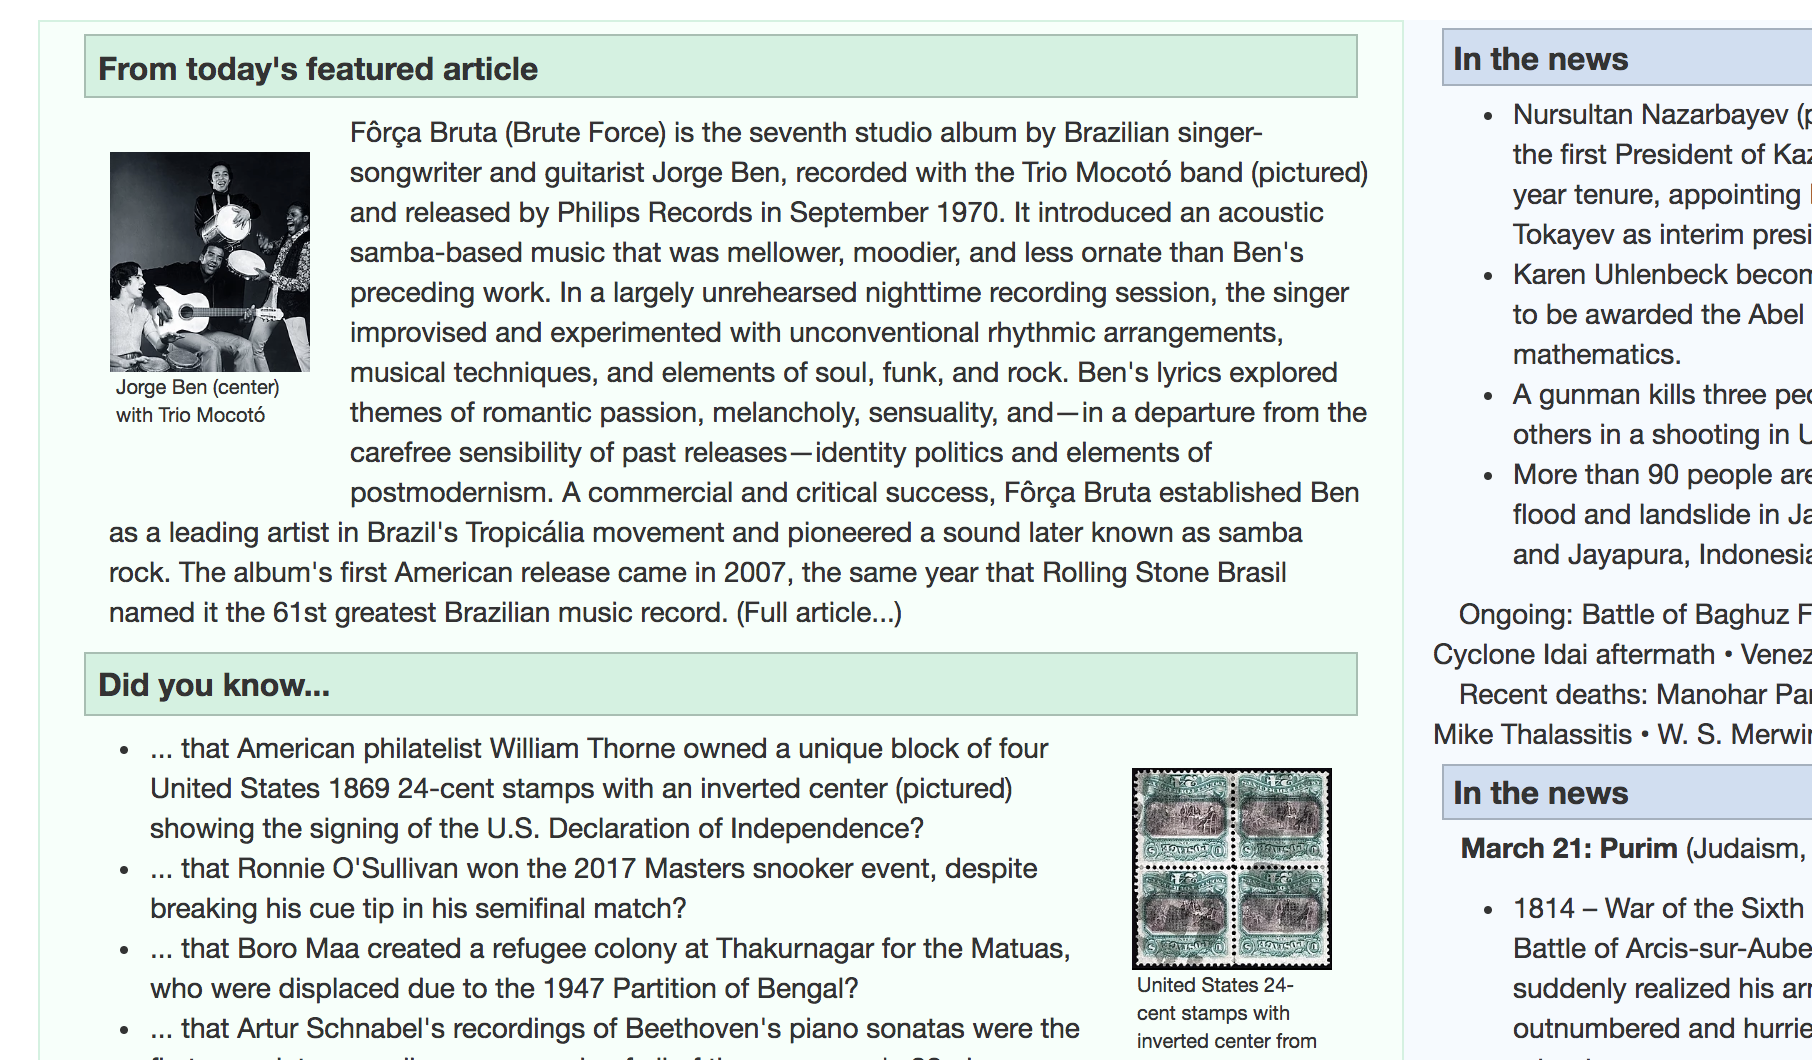 From today's featured article
Fôrça Bruta (Brute Force) is the seventh studio album by Brazilian singer-
songwriter and guitarist Jorge Ben, recorded with the Trio Mocotó band (pictured)
and released by Philips Records in September 1970. It introduced an acoustic
samba-based music that was mellower, moodier, and less ornate than Ben's
preceding work. In a largely unrehearsed nighttime recording session, the singer
improvised and experimented with unconventional rhythmic arrangements,
musical techniques, and elements of soul, funk, and rock. Ben's lyrics explored
themes of romantic passion, melancholy, sensuality, and—in a departure from the
carefree sensibility of past releases—identity politics and elements of
postmodernism. A commercial and critical success, Fôrça Bruta established Ben
as a leading artist in Brazil's Tropicália movement and pioneered a sound later known as samba
rock. The album's first American release came in 2007, the same year that Rolling Stone Brasil
named it the 61st greatest Brazilian music record. (Full article...)
Jorge Ben (center)
with Trio Mocotó
Did you know...
• ... that American philatelist William Thorne owned a unique block of four
United States 1869 24-cent stamps with an inverted center (pictured)
showing the signing of the U.S. Declaration of Independence?
• ... that Ronnie O'Sullivan won the 2017 Masters snooker event, despite
breaking his cue tip in his semifinal match?
• ... that Boro Maa created a refugee colony at Thakurnagar for the Matuas,
who were displaced due to the 1947 Partition of Bengal?
• ... that Artur Schnabel's recordings of Beethoven's piano sonatas were the
United States 24-
cent stamps with
inverted center from
In the news
• Nursultan Nazarbayev
the first President of
year tenure, appointing
Tokayev as interim
• Karen Uhlenbeck
to be awarded the Abel
mathematics.
• A gunman kills three
others in a shooting in
• More than 90 people
flood and landslide in
and Jayapura, Indonesia
Ongoing: Battle of Baghuz
Cyclone Idai aftermath •
Recent deaths: Manohar
Mike Thalassitis • W. S.
In the news
March 21: Purim (Judaism,
• 1814 – War of the Sixth
Battle of Arcis-sur-Aube
suddenly realized his
outnumbered and